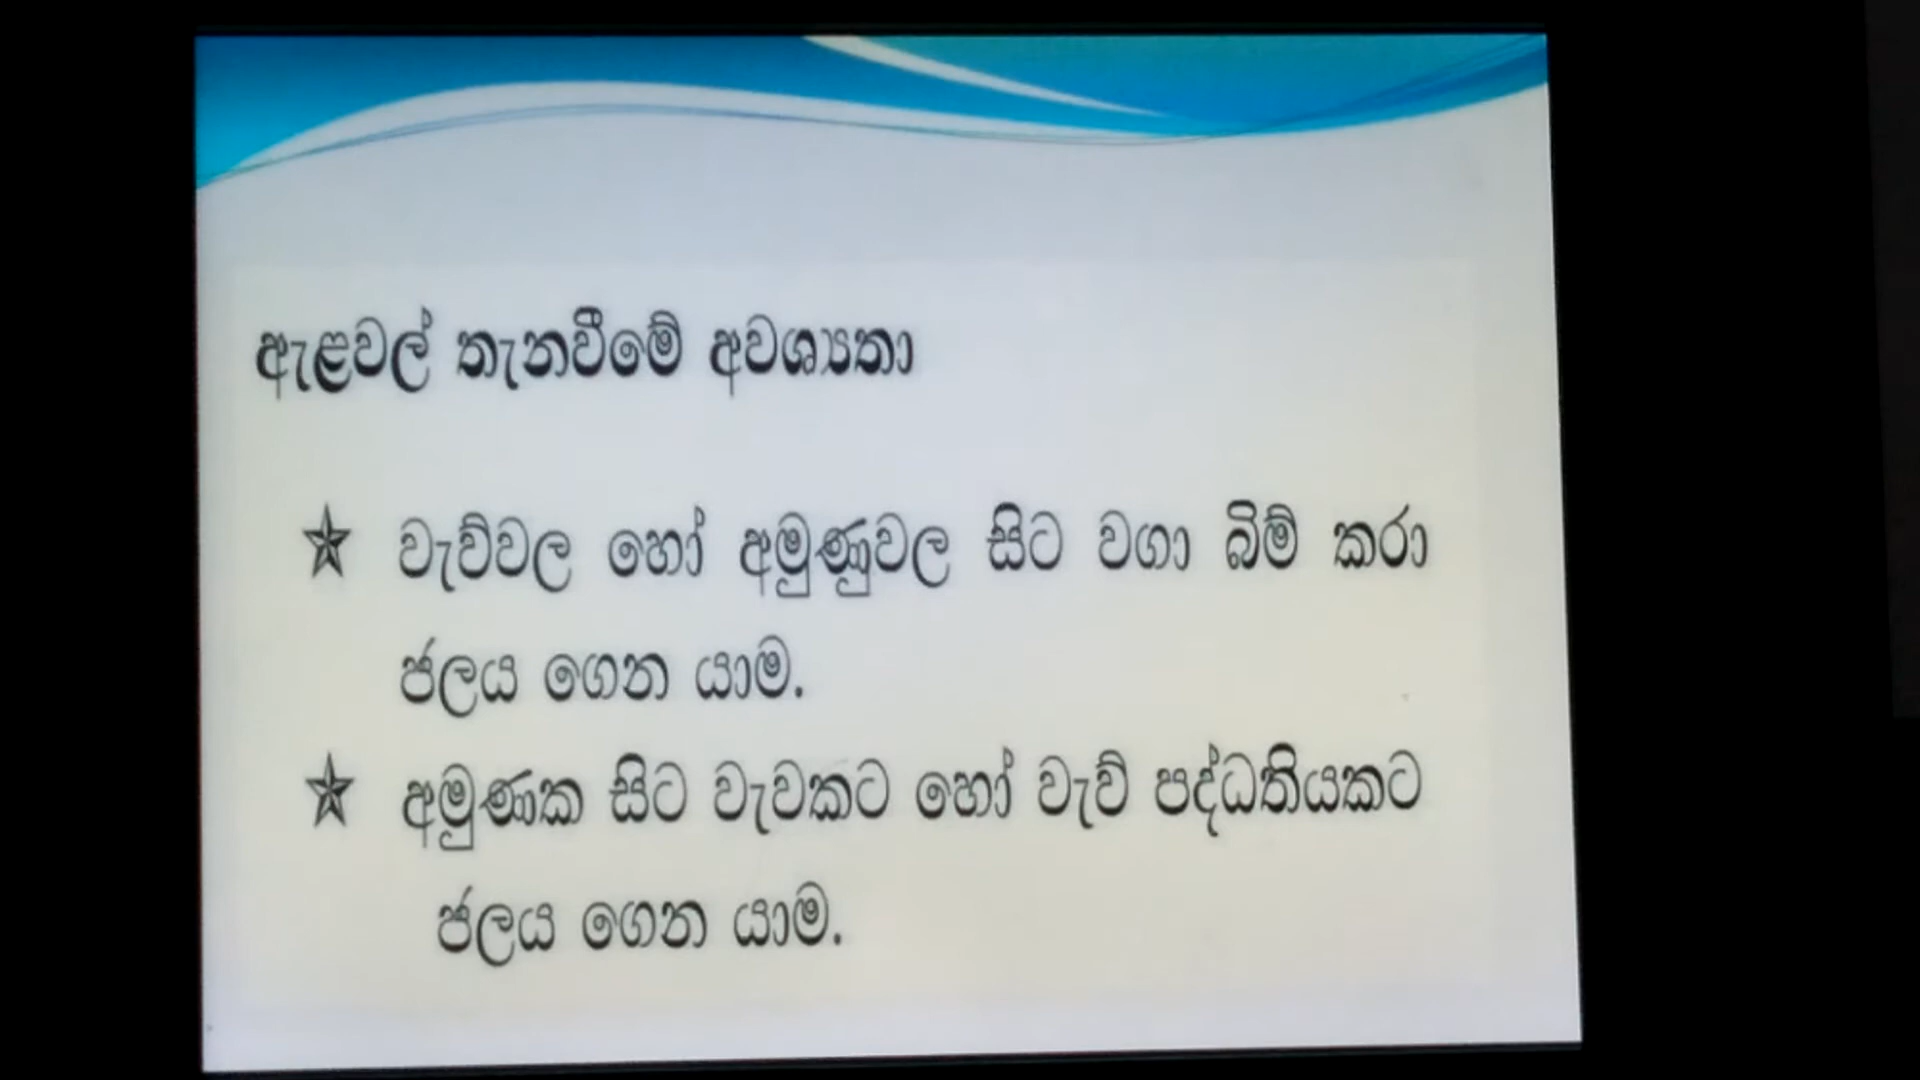 ඇළවල් තැනවීමේ අවශ්‍යතා
වැව්වල හෝ අමුණුවල සිට වගා බිම් කරා
ජලය ගෙන යාම.
අමුණක සිට වැවකට හෝ වැව් පද්ධතියකට
ජලය ගෙන යාම.